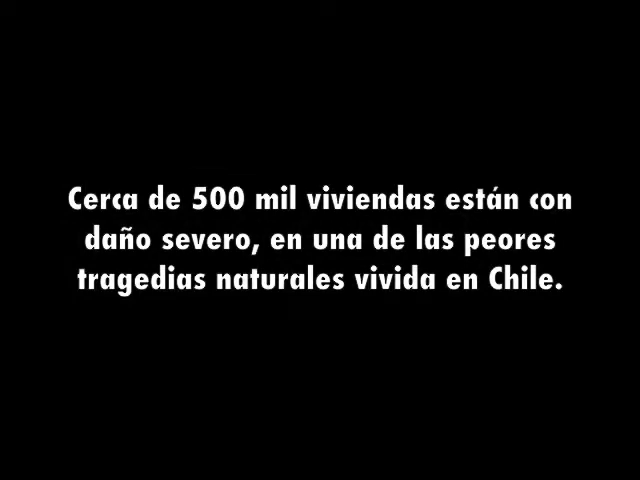 Cerca de 500 mil viviendas están con
daño severo, en una de las peores
tragedias naturales vivida en Chile.